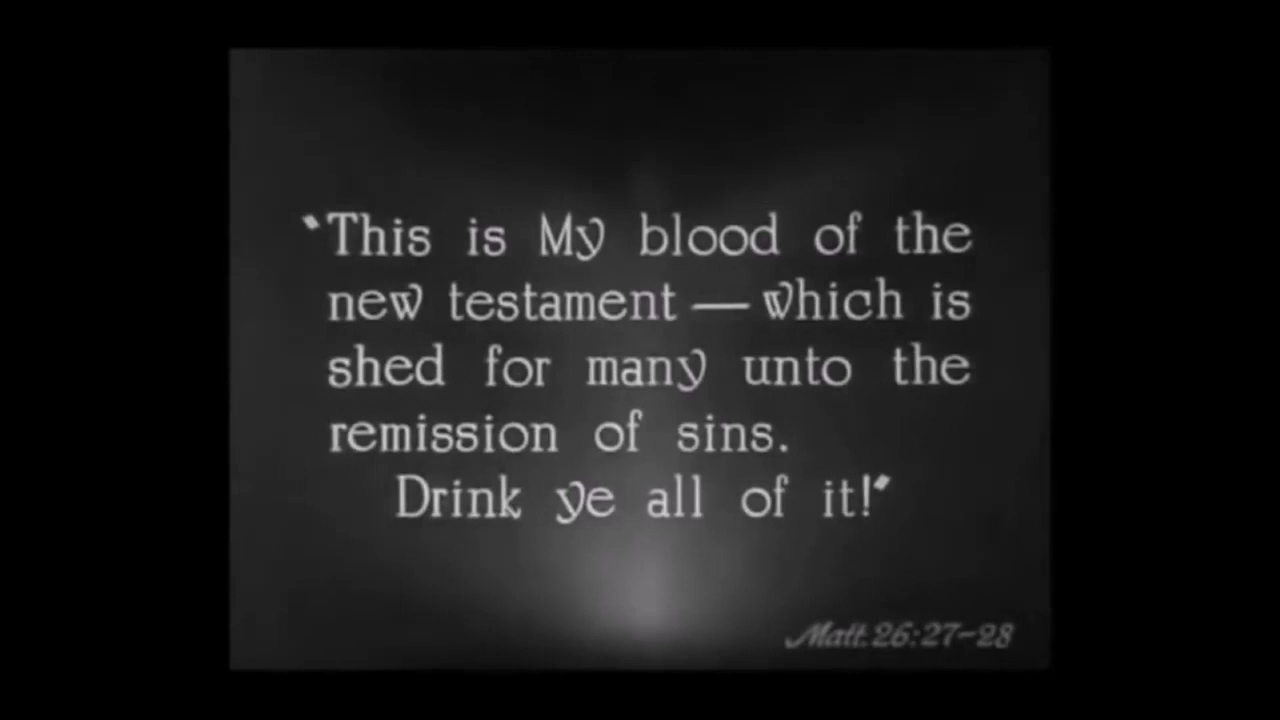 "This is My blood of the
new testament — which is
shed for many unto the
remission of sins.
Drink ye all of it!"
Matt. 26:27-28